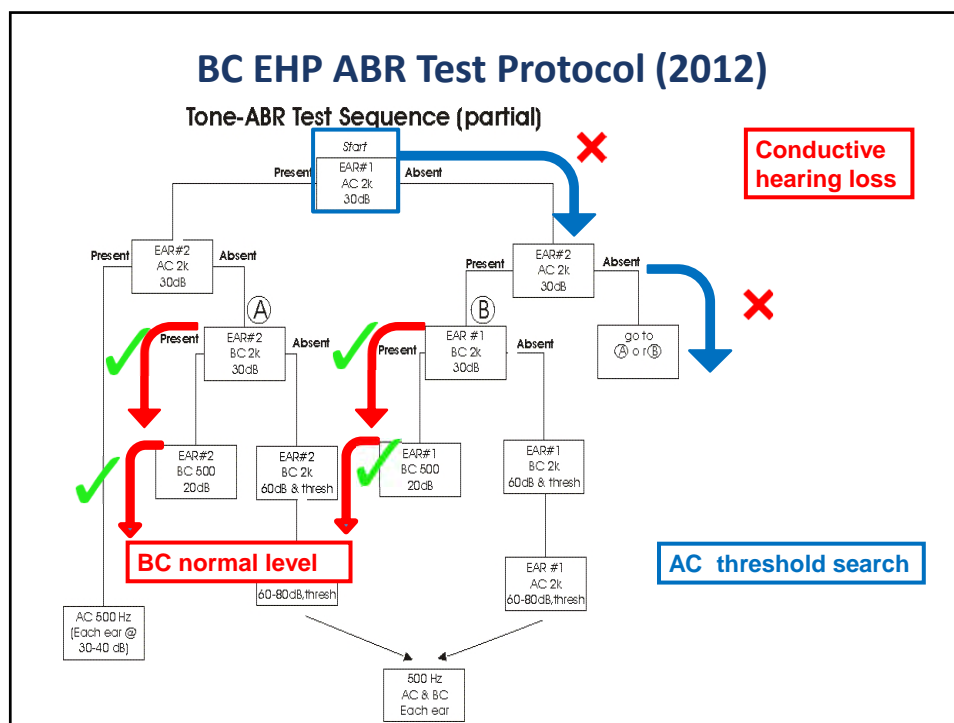 BC EHP ABR Test Protocol (2012)
Tone-ABR Test Sequence (partial)
Start
Present
EAR#1
AC 2k
30dB
Absent
Conductive
hearing loss
Present
EAR#2
AC 2k
30dB
Absent
Present
EAR#2
AC 2k
30dB
Absent
A
B
Present
EAR#2
BC 2k
30dB
Absent
Present
EAR #1
BC 2k
30dB
Absent
go to
A or B
EAR#2
BC 500
20dB
EAR#2
BC 2k
60dB & thresh
EAR#1
BC 500
20dB
EAR#1
BC 2k
60dB & thresh
BC normal level
60-80dB,thresh
EAR #1
AC 2k
60-80dB,thresh
AC threshold search
AC 500 Hz
(Each ear @
30-40 dB)
500 Hz
AC & BC
Each ear